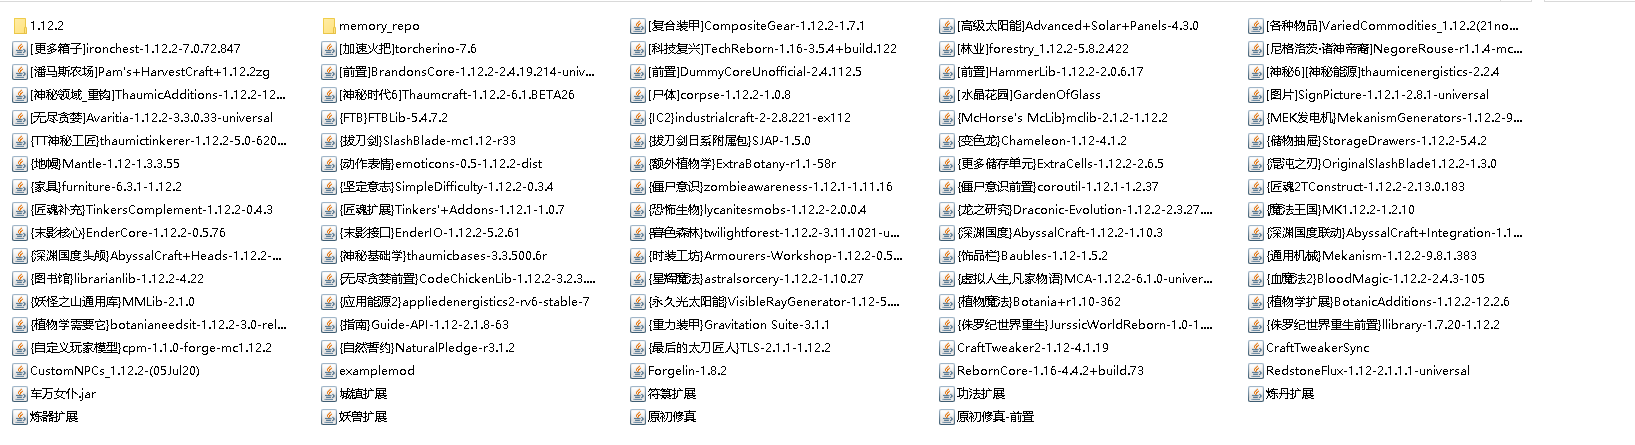 1.12.2
memory_repo
[复合装甲]CompositeGear-1.12.2-1.7.1
[高级太阳能]Advanced+Solar+Panels-4.3.0
[各种物品]VariedCommodities_1.12.2(21no...
[更多箱子]ironchest-1.12.2-7.0.72.847
[加速火把]torcherino-7.6
[科技复兴]TechReborn-1.16-3.5.4+build.122
[林业]forestry_1.12.2-5.8.2.422
[尼格洛茨-诸神帝雍]NegoreRouse-r1.1.4-mc...
[潘马斯农场]Pam's+HarvestCraft+1.12.2zg
[前置]BrandonsCore-1.12.2-2.4.19.214-univ...
[前置]DummyCoreUnofficial-2.4.112.5
[前置]HammerLib-1.12.2-2.0.6.17
[神秘6][神秘能源]thaumicenergistics-2.2.4
[神秘领域_重钩]ThaumicAdditions-1.12.2-12...
[神秘时代6]Thaumcraft-1.12.2-6.1.BETA26
[尸体]corpse-1.12.2-1.0.8
[水晶花园]GardenOfGlass
[图片]SignPicture-1.12.1-2.8.1-universal
{无尽贪婪}Avaritia-1.12.2-3.3.0.33-universal
{FTB}FTBLib-5.4.7.2
{IC2}industrialcraft-2-2.8.221-ex112
{McHorse's McLib}mclib-2.1.2-1.12.2
{MEK发电机}MekanismGenerators-1.12.2-9...
{TT神秘工匠}thaumictinkerer-1.12.2-5.0-620...
{拔刀剑}SlashBlade-mc1.12-r33
{拔刀剑日系附属包}SJAP-1.5.0
{变色龙}Chameleon-1.12-4.1.2
{储物抽屉}StorageDrawers-1.12.2-5.4.2
{地幔}Mantle-1.12-1.3.3.55
{动作表情}emoticons-0.5-1.12.2-dist
{额外植物学}ExtraBotany-r1.1-58r
{更多储存单元}ExtraCells-1.12.2-2.6.5
{混沌之刃}OriginalSlashBlade1.12.2-1.3.0
{家具}furniture-6.3.1-1.12.2
{坚定意志}SimpleDifficulty-1.12.2-0.3.4
{僵尸意识}zombieawareness-1.12.1-1.11.16
{僵尸意识前置}coroutil-1.12.1-1.2.37
{匠魂2TConstruct-1.12.2-2.13.0.183
{匠魂补充}TinkersComplement-1.12.2-0.4.3
{匠魂扩展}Tinkers'+Addons-1.12.1-1.0.7
{恐怖生物}lycanitesmobs-1.12.2-2.0.0.4
{龙之研究}Draconic-Evolution-1.12.2-2.3.27....
{魔法王国}MK1.12.2-1.2.10
{末影核心}EnderCore-1.12.2-0.5.76
{末影接口}EnderIO-1.12.2-5.2.61
{暮色森林}twilightforest-1.12.2-3.11.1021-u...
{深渊国度}AbyssalCraft-1.12.2-1.10.3
{深渊国度联动}AbyssalCraft+Integration-1.1...
{深渊国度头颅}AbyssalCraft+Heads-1.12.2-...
{神秘基础学}thaumicbases-3.3.500.6r
{时装工坊}Armourers-Workshop-1.12.2-0.5...
{饰品栏}Baubles-1.12-1.5.2
{通用机械}Mekanism-1.12.2-9.8.1.383
{图书馆}librarianlib-1.12.2-4.22
{无尽贪婪前置}CodeChickenLib-1.12.2-3.2.3....
{星辉魔法}astralsorcery-1.12.2-1.10.27
{虚拟人生,凡家物语}MCA-1.12.2-6.1.0-univer...
{血魔法2}BloodMagic-1.12.2-2.4.3-105
{妖怪之山通用库}MMLib-2.1.0
{应用能源2}appliedenergistics2-rv6-stable-7
{永久光太阳能}VisibleRayGenerator-1.12-5....
{植物魔法}Botania+r1.10-362
{植物学扩展}BotanicAdditions-1.12-12.2.6
{植物学需要它}botanianeedsit-1.12.2-3.0-rel...
{指南}Guide-API-1.12-2.1.8-63
{重力装甲}Gravitation Suite-3.1.1
{侏罗纪世界重生}JurssicWorldReborn-1.0-1....
{侏罗纪世界重生前置}llibrary-1.7.20-1.12.2
{自定义玩家模型}cpm-1.1.0-forge-mc1.12.2
{自然誓约}NaturalPledge-r3.1.2
{最后的太刀匠人}TLS-2.1.1-1.12.2
CraftTweaker2-1.12-4.1.19
CraftTweakerSync
CustomNPCs_1.12.2-(05Jul20)
examplemod
Forgelin-1.8.2
RebornCore-1.16-4.4.2+build.73
RedstoneFlux-1.12-2.1.1.1-universal
车万女仆.jar
城镇扩展
符箓扩展
功法扩展
炼丹扩展
炼器扩展
妖兽扩展
原初修真
原初修真-前置